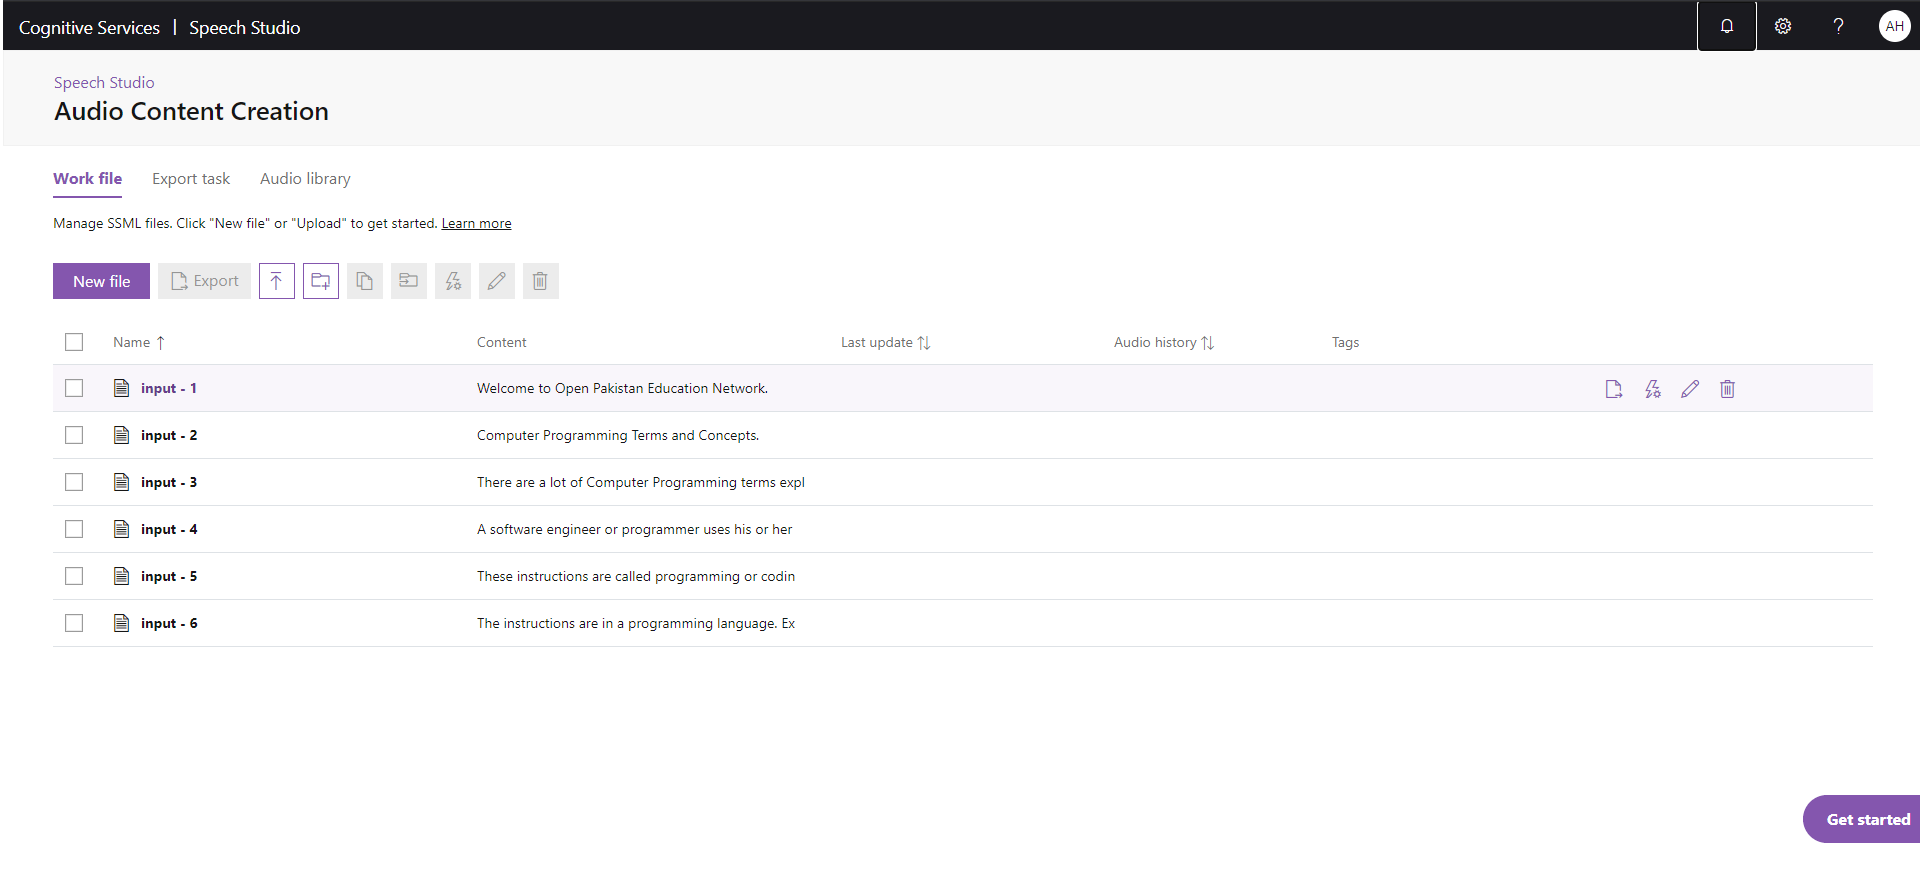 Cognitive Services | Speech Studio
?
AH
Speech Studio
Audio Content Creation
Work file Export task Audio library
Manage SSML files. Click "New file" or "Upload" to get started. Learn more
New file Export
Name Content Last update Audio history Tags
input - 1 Welcome to Open Pakistan Education Network.
input - 2 Computer Programming Terms and Concepts.
input - 3 There are a lot of Computer Programming terms expl
input - 4 A software engineer or programmer uses his or her
input - 5 These instructions are called programming or codin
input - 6 The instructions are in a programming language. Ex
Get started